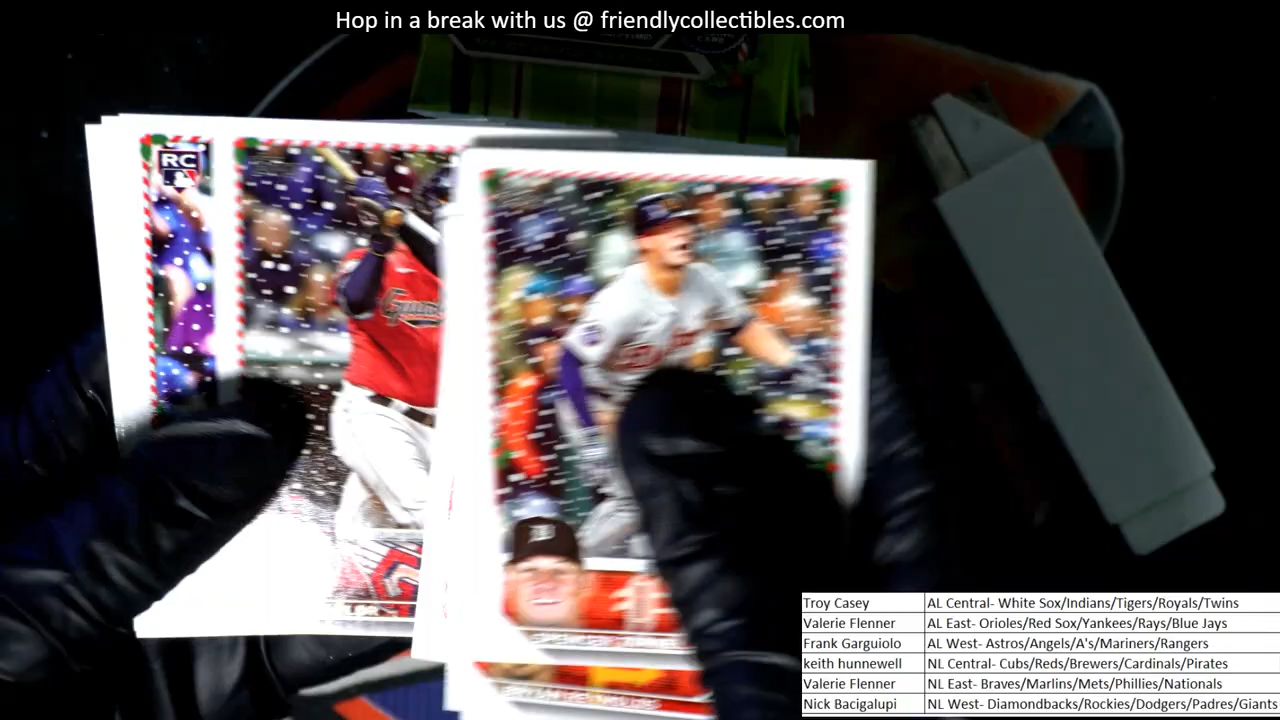 Hop in a break with us @ friendlycollectibles.com
RC
Troy Casey AL Central- White Sox/Indians/Tigers/Royals/Twins
Valerie Flenner AL East- Orioles/Red Sox/Yankees/Rays/Blue Jays
Frank Garguiolo AL West- Astros/Angels/A's/Mariners/Rangers
keith hunnewell NL Central- Cubs/Reds/Brewers/Cardinals/Pirates
Valerie Flenner NL East- Braves/Marlins/Mets/Phillies/Nationals
Nick Bacigalupi NL West- Diamondbacks/Rockies/Dodgers/Padres/Giants